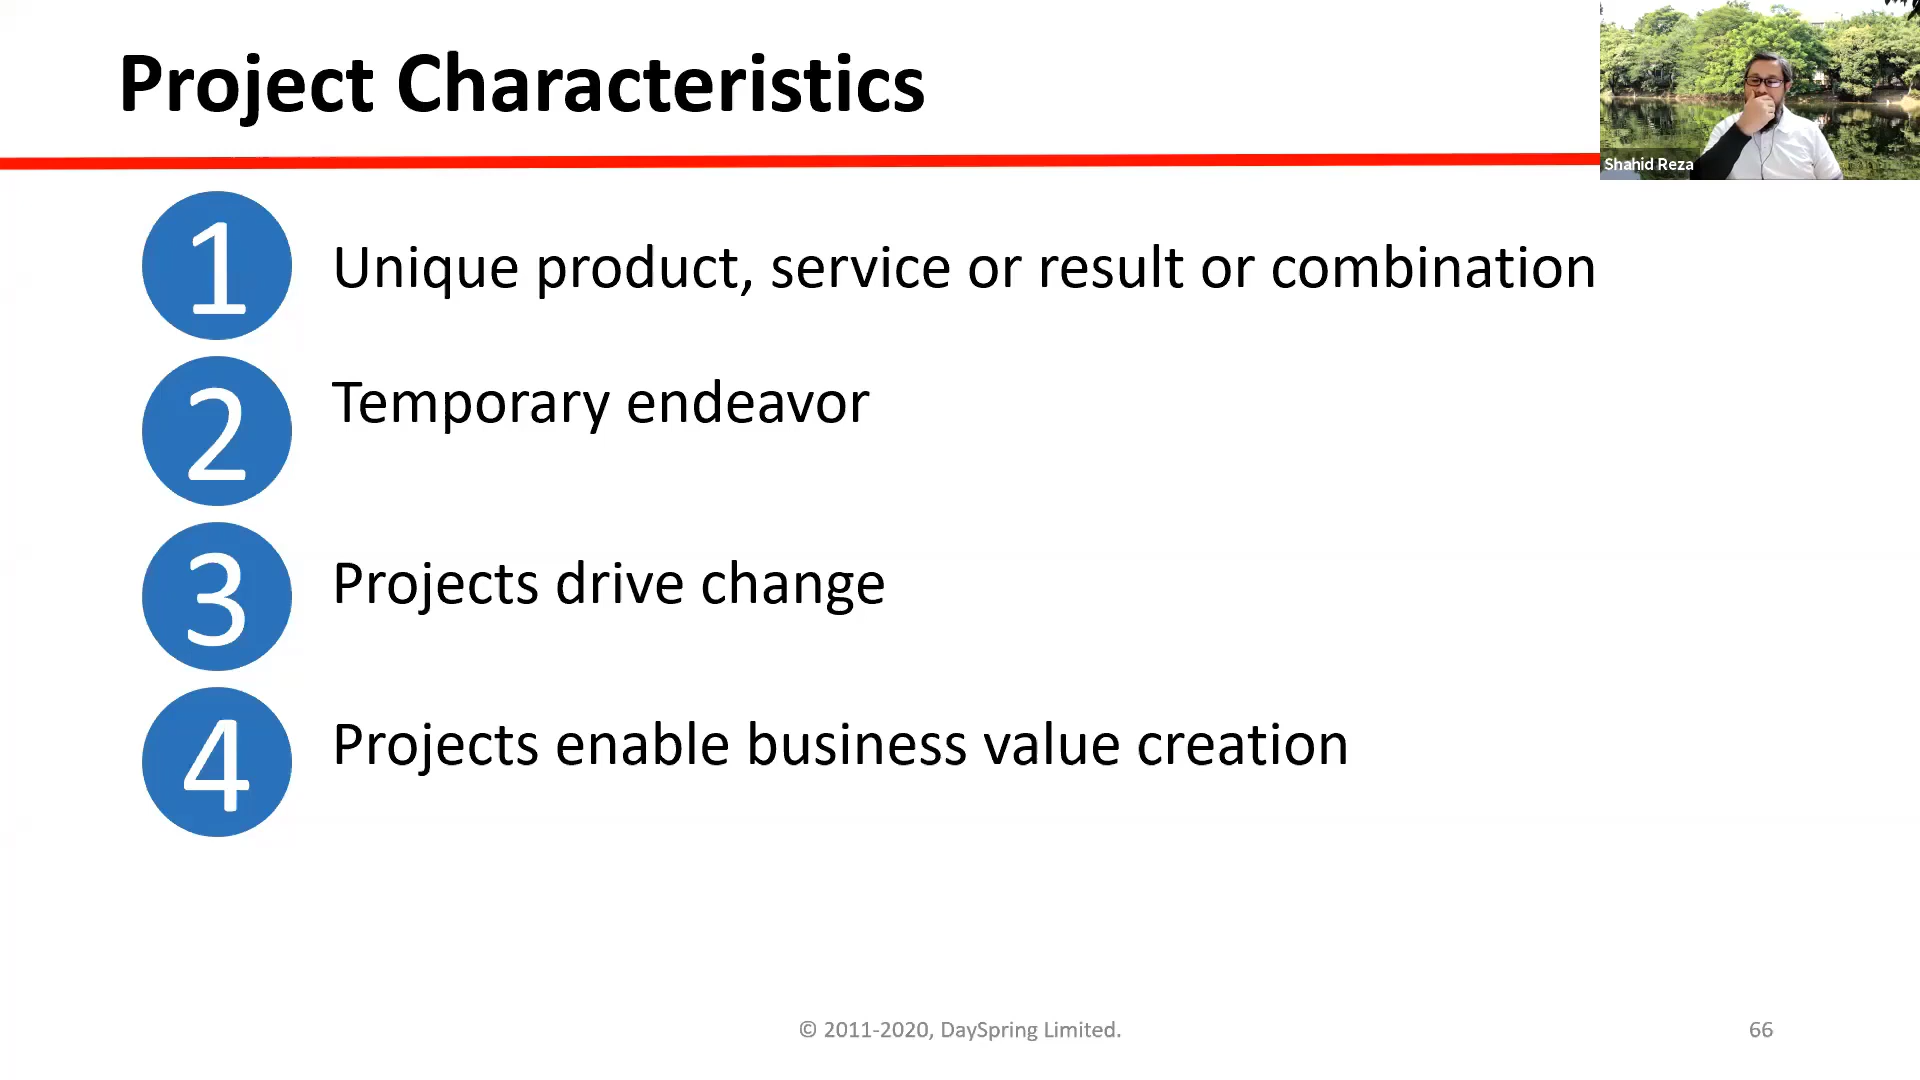 Project Characteristics
Shahid Reza
1
Unique product, service or result or combination
2
Temporary endeavor
3
Projects drive change
4
Projects enable business value creation
© 2011-2020, DaySpring Limited.
66